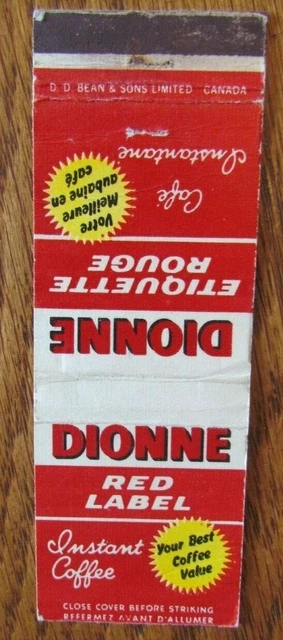 D. D. BEAN & SONS LIMITED CANADA
Café
Instantané
Votre
Meilleure
aubaine en
café
ETIQUETTE
ROUGE
DIONNE
DIONNE
RED
LABEL
Instant
Coffee
Your Best
Coffee
Value
CLOSE COVER BEFORE STRIKING
REFERMEZ AVANT D'ALLUMER